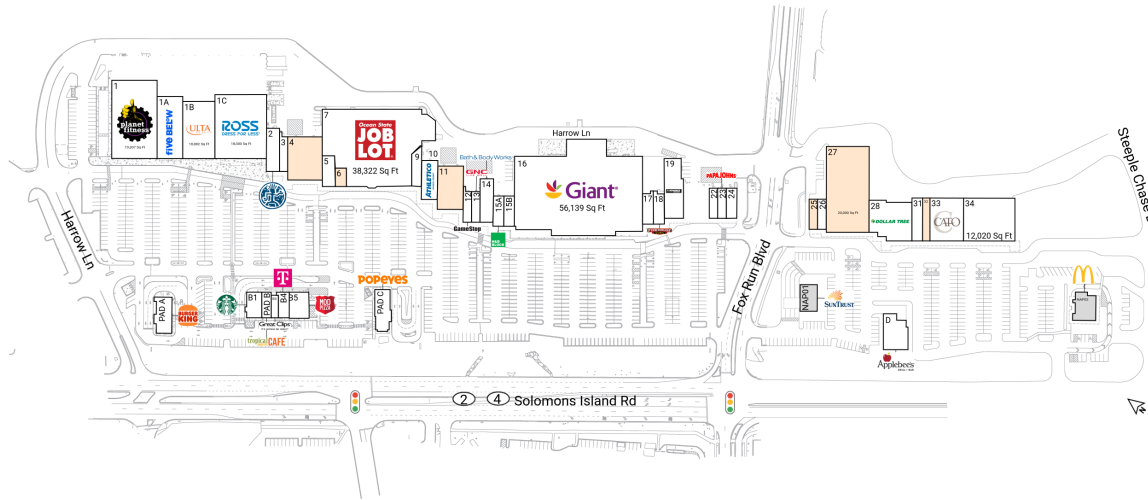 1
planet
fitness
1A
five BEL°W
1B
ULTA
1C
ROSS
DRESS FOR LESS
2
3
4
5
6
7
Ocean State
JOB
LOT
38,322 Sq Ft
9
10
ATHLETICO
11
Bath & Body Works
GNC
12
13
14
15A
15B
GameStop
H&R
BLOCK
Harrow Ln
16
Giant
56,139 Sq Ft
17
18
19
PAPA JOHNS
22
23
24
25
26
27
28
DOLLAR TREE
31
32
33
CATO
34
12,020 Sq Ft
Steeple Chase
Harrow Ln
Fox Run Blvd
PAD A
BURGER
KING
T
B1
PAD B
B4
B5
MOD
PIZZA
Great Clips
tropical
CAFE
POPEYES
PAD C
NAP01
SUNTRUST
D
Applebee's
NAP02
2
4
Solomons Island Rd